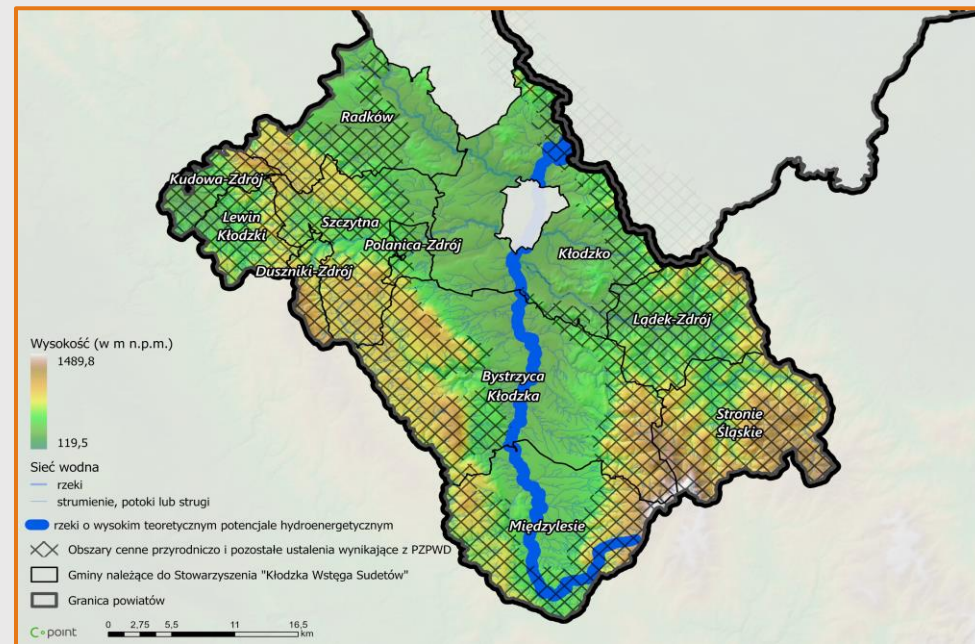 Radków
Kudowa-Zdrój
Lewin
Kłodzki
Szczytna
Polanica-Zdrój
Duszniki-Zdrój
Kłodzko
Lądek-Zdrój
Bystrzyca
Kłodzka
Stronie
Śląskie
Międzylesie
Wysokość (w m n.p.m.)
1489,8
119,5
Sieć wodna
rzeki
strumienie, potoki lub strugi
rzeki o wysokim teoretycznym potencjale hydroenergetycznym
Obszary cenne przyrodniczo i pozostałe ustalenia wynikające z PZPWD
Gminy należące do Stowarzyszenia "Kłodzka Wstęga Sudetów"
Granica powiatów
C point
0 2,75 5,5 11 16,5
km